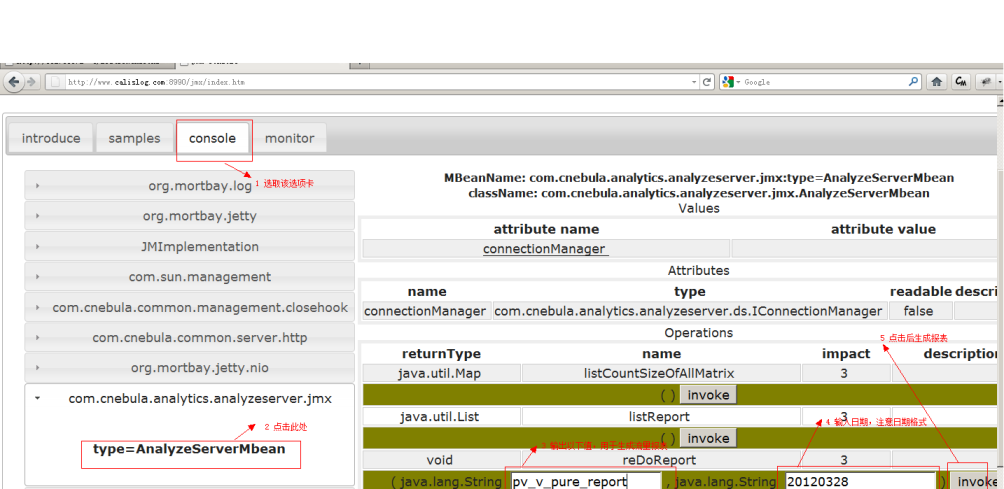 http://www.calislog.com:8990/jmx/index.htm
Google
introduce samples console monitor
1 选取该选项卡
org.mortbay.log
org.mortbay.jetty
JMImplementation
com.sun.management
com.cnebula.common.management.closehook
com.cnebula.common.server.http
org.mortbay.jetty.nio
com.cnebula.analytics.analyzeserver.jmx
2 点击此处
type=AnalyzeServerMbean
MBeanName: com.cnebula.analytics.analyzeserver.jmx:type=AnalyzeServerMbean
className: com.cnebula.analytics.analyzeserver.jmx.AnalyzeServerMbean
Values
attribute name attribute value
connectionManager
Attributes
name type readable descri
connectionManager com.cnebula.analytics.analyzeserver.ds.IConnectionManager false
Operations
5 点击后生成报表
returnType name impact description
java.util.Map listCountSizeOfAllMatrix 3
( ) invoke
java.util.List listReport 3
4 输入日期，注意日期格式
( ) invoke
3 输出以下值，用于生成流量报表
void reDoReport 3
( java.lang.String pv_v_pure_report , java.lang.String 20120328 ) invoke